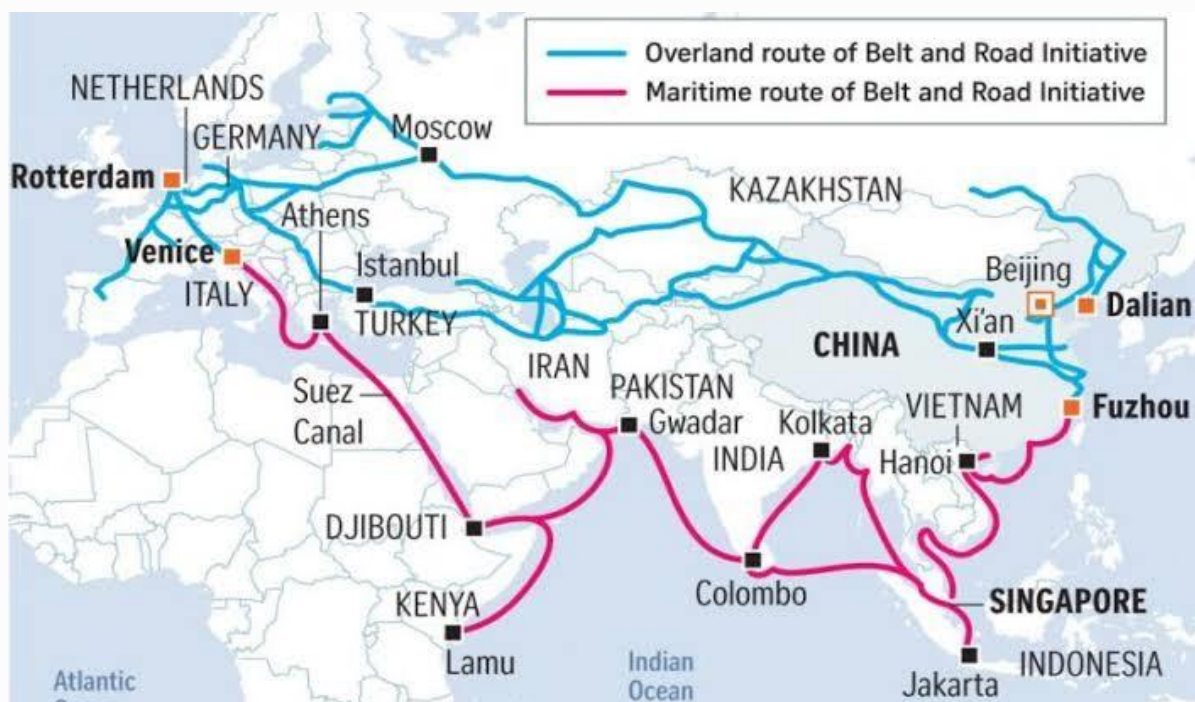 Overland route of Belt and Road Initiative
Maritime route of Belt and Road Initiative
NETHERLANDS
GERMANY
Moscow
Rotterdam
KAZAKHSTAN
Athens
Venice
Istanbul
Beijing
ITALY
TURKEY
Xi'an
Dalian
CHINA
IRAN
PAKISTAN
Suez
Canal
Gwadar
Kolkata
VIETNAM
Fuzhou
INDIA
Hanoi
DJIBOUTI
Colombo
SINGAPORE
KENYA
Lamu
Indian
Ocean
INDONESIA
Jakarta
Atlantic